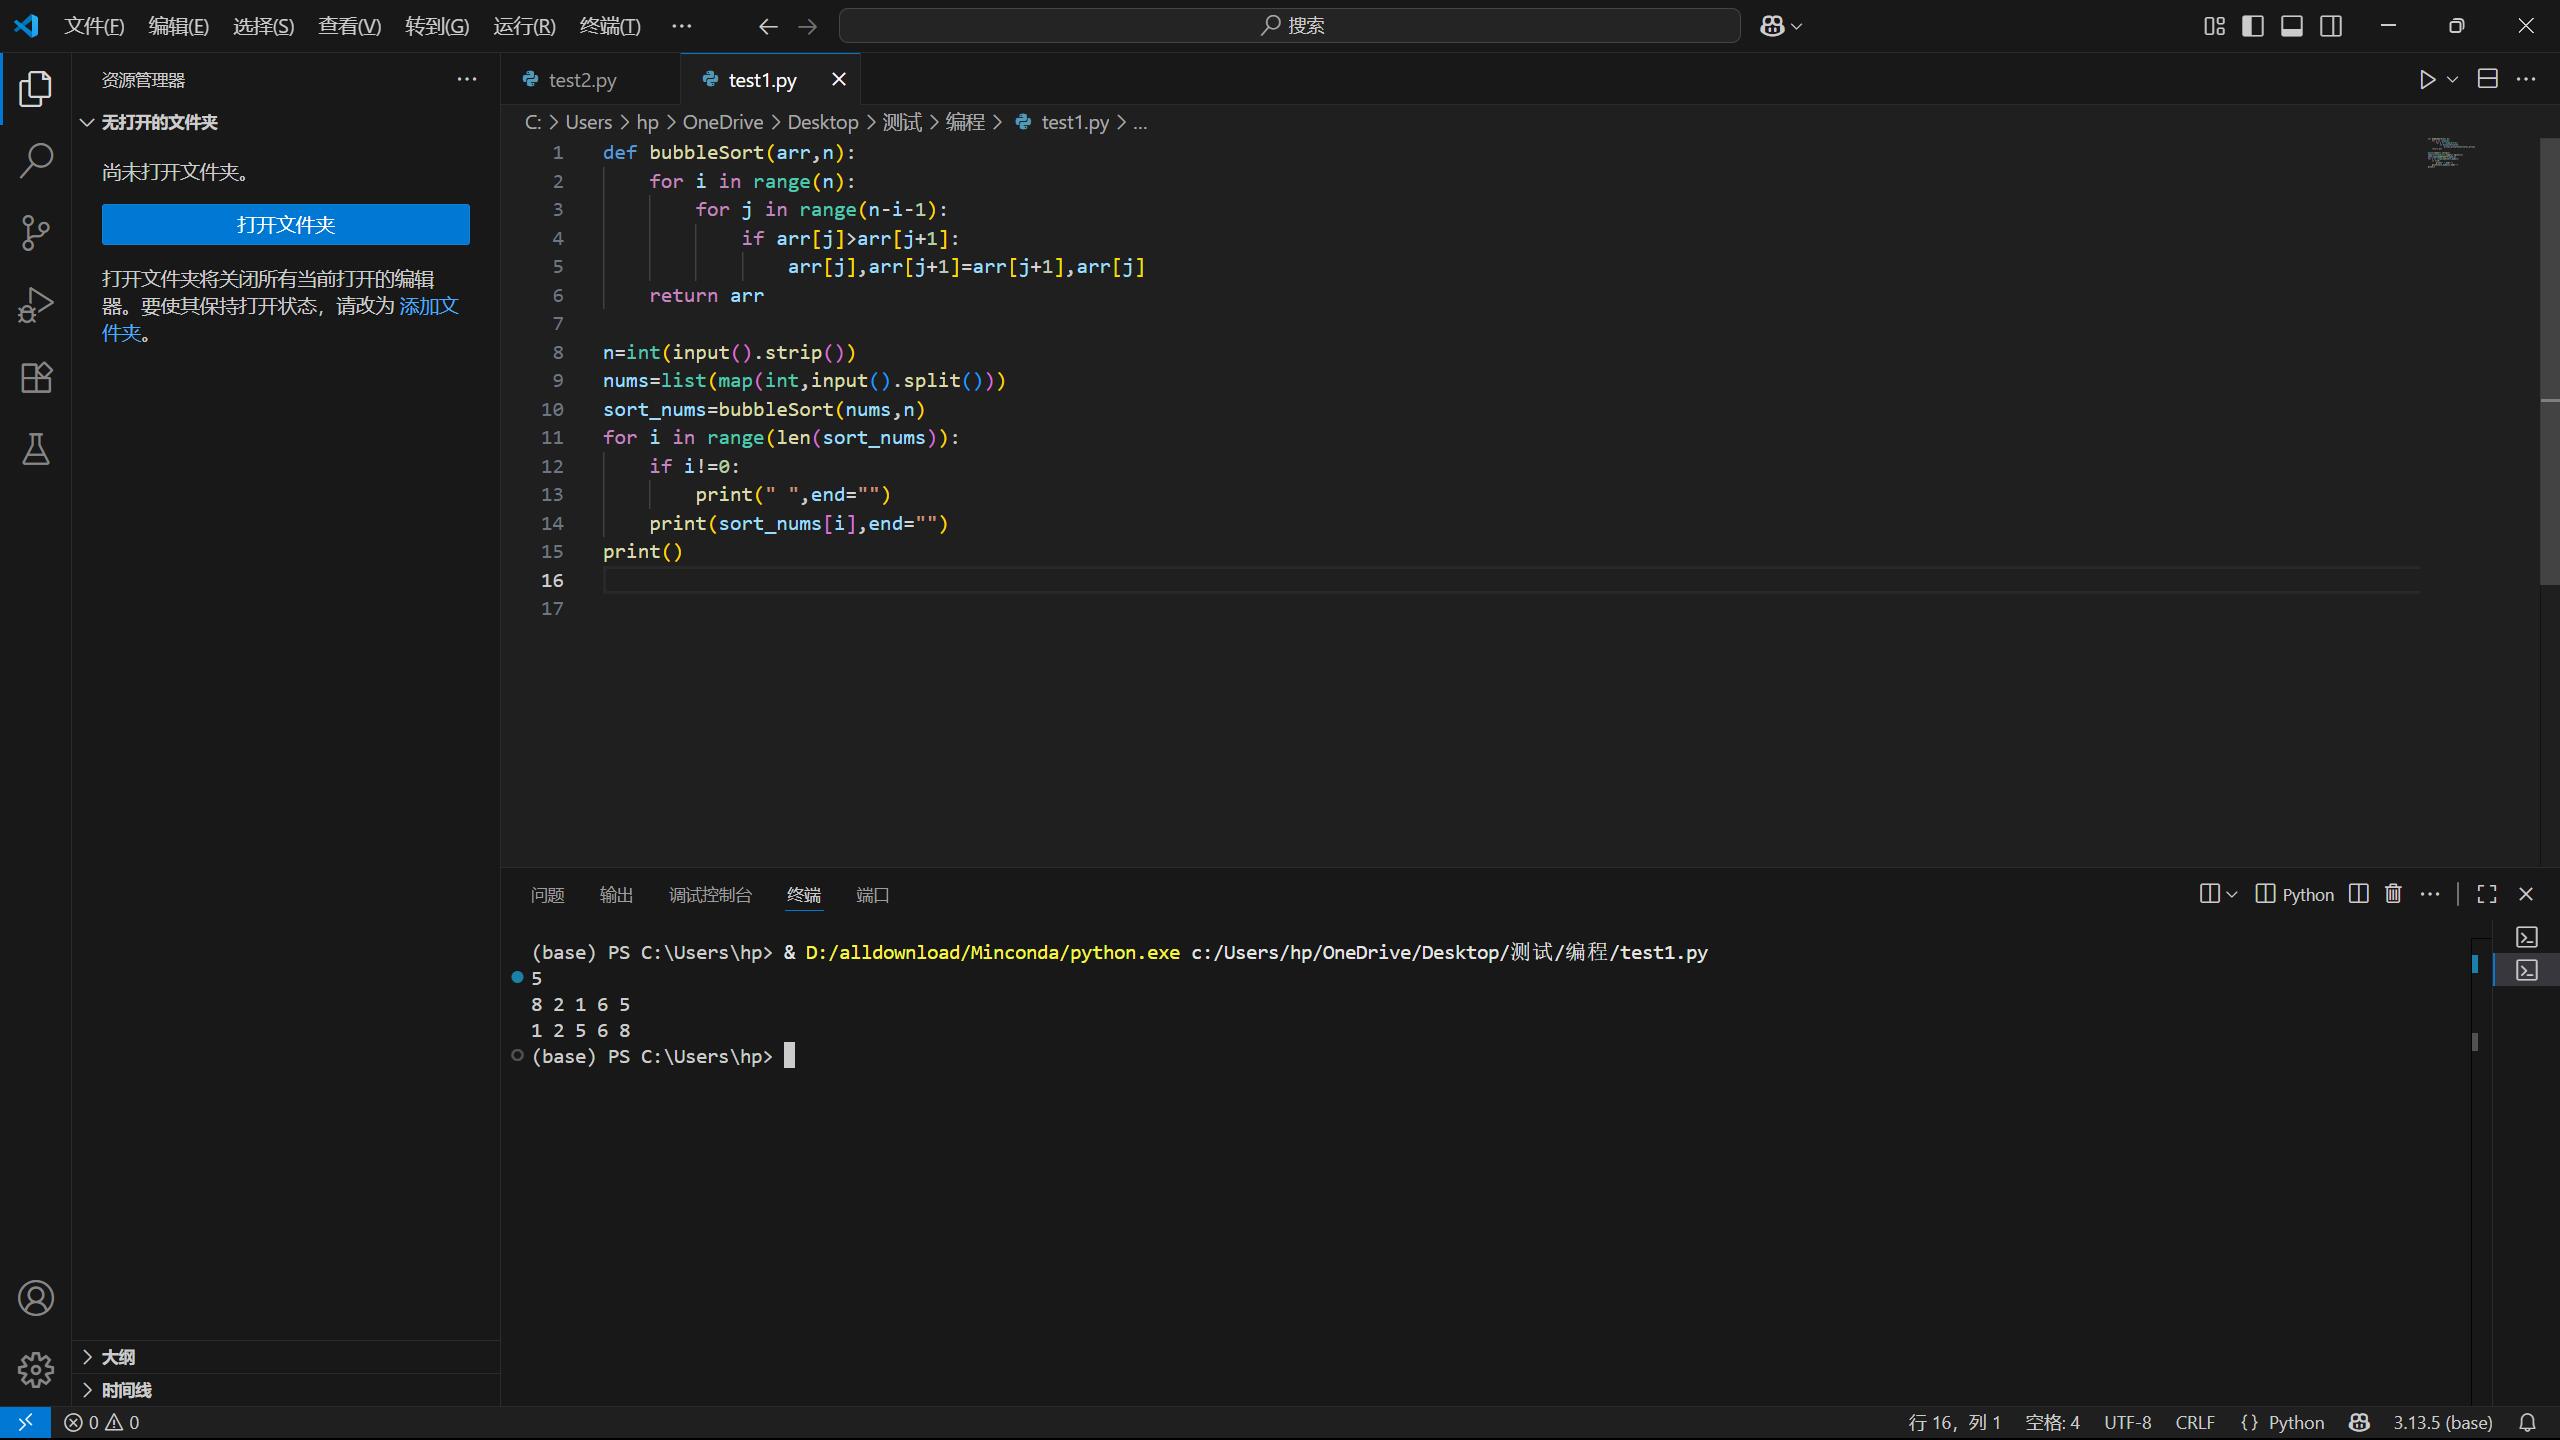 文件(F) 编辑(E) 选择(S) 查看(V) 转到(G) 运行(R) 终端(T) ··· 搜索
资源管理器
无打开的文件夹
尚未打开文件夹。
打开文件夹
打开文件夹将关闭所有当前打开的编辑
器。要使其保持打开状态，请改为 添加文
件夹。
test2.py test1.py
C: > Users > hp > OneDrive > Desktop > 测试 > 编程 > test1.py > ...
1 def bubbleSort(arr,n):
2     for i in range(n):
3         for j in range(n-i-1):
4             if arr[j]>arr[j+1]:
5                 arr[j],arr[j+1]=arr[j+1],arr[j]
6     return arr
7
8 n=int(input().strip())
9 nums=list(map(int,input().split()))
10 sort_nums=bubbleSort(nums,n)
11 for i in range(len(sort_nums)):
12     if i!=0:
13         print(" ",end="")
14     print(sort_nums[i],end="")
15 print()
16
17
问题 输出 调试控制台 终端 端口 Python
(base) PS C:\Users\hp> & D:/alldownload/Minconda/python.exe c:/Users/hp/OneDrive/Desktop/测试/编程/test1.py
5
8 2 1 6 5
1 2 5 6 8
(base) PS C:\Users\hp>
大纲
时间线
0 0 行 16，列 1 空格: 4 UTF-8 CRLF {} Python 3.13.5 (base)